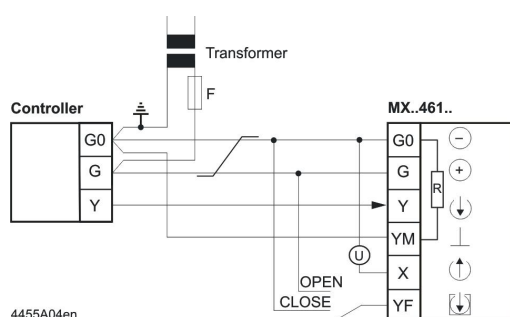 Transformer
F
Controller
MX..461..
G0
G
Y
G0
G
Y
YM
X
YF
R
U
OPEN
CLOSE
4455A04en